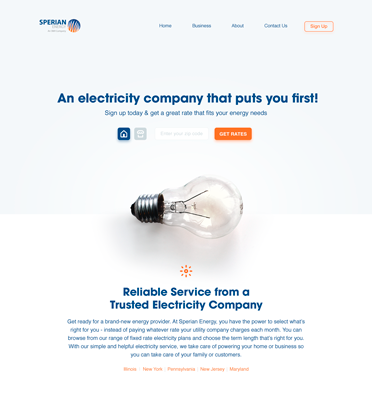 SPERIAN
ENERGY
Home
Business
About
Contact Us
Sign Up
An electricity company that puts you first!
Sign up today & get a great rate that fits your energy needs
Enter your zip code
GET RATES
Reliable Service from a
Trusted Electricity Company
Get ready for a brand-new energy provider. At Sperian Energy, you have the power to select what's
right for you - instead of paying whatever rate your utility company charges each month. You can
browse from our range of fixed rate electricity plans and choose the term length that's right for you.
With our simple and helpful electricity service, we take care of powering your home or business so
you can take care of your family or customers.
Illinois · New York · Pennsylvania · New Jersey · Maryland